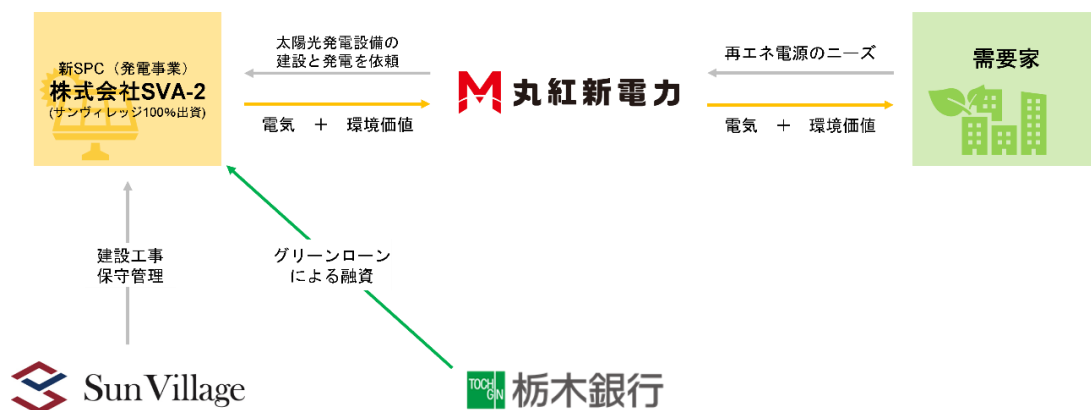 新SPC（発電事業）
株式会社SVA-2
(サンヴィレッジ100%出資)
太陽光発電設備の
建設と発電を依頼
電気　＋　環境価値
丸紅新電力
再エネ電源のニーズ
電気　＋　環境価値
需要家
建設工事
保守管理
グリーンローン
による融資
Sun Village
TOCHIGIN 栃木銀行